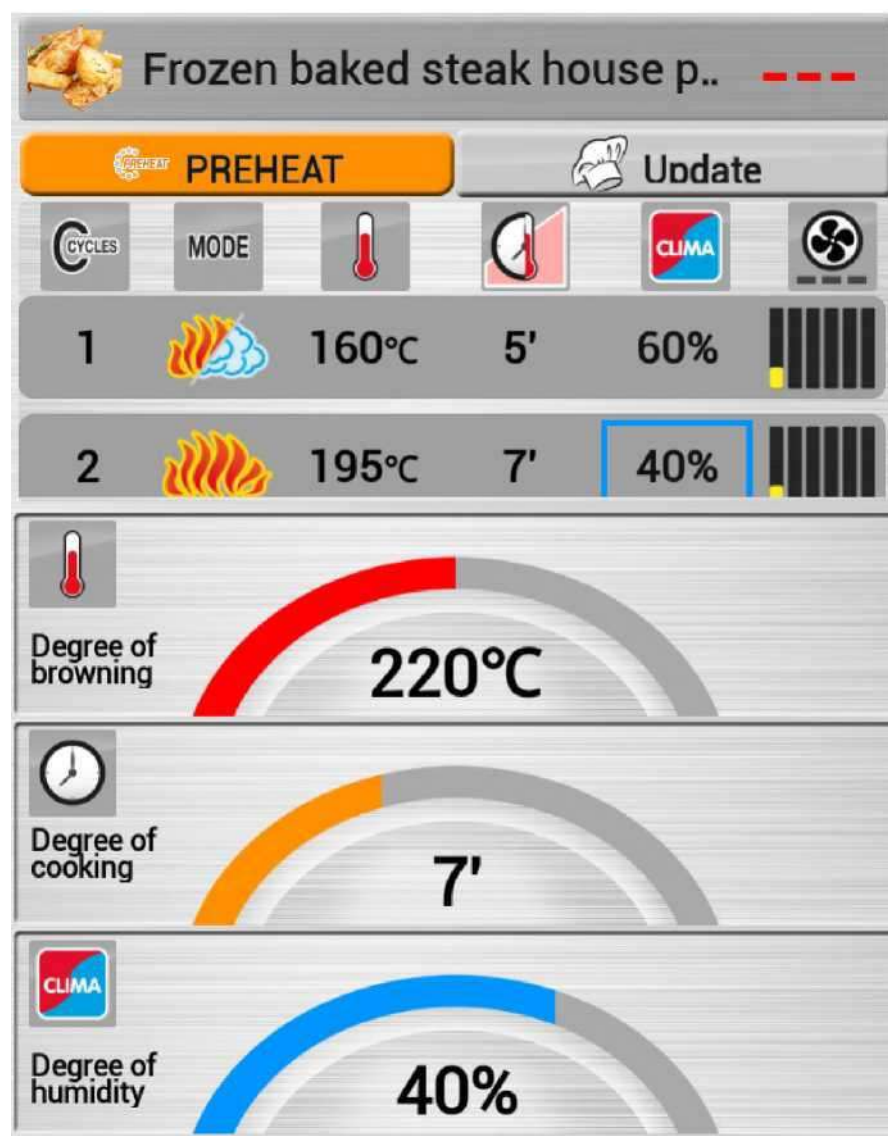 Frozen baked steak house p.. ---
PREHEAT PREHEAT Update
CYCLES MODE CLIMA
1 160°C 5' 60%
2 195°C 7' 40%
Degree of
browning
220°C
Degree of
cooking
7'
CLIMA
Degree of
humidity
40%